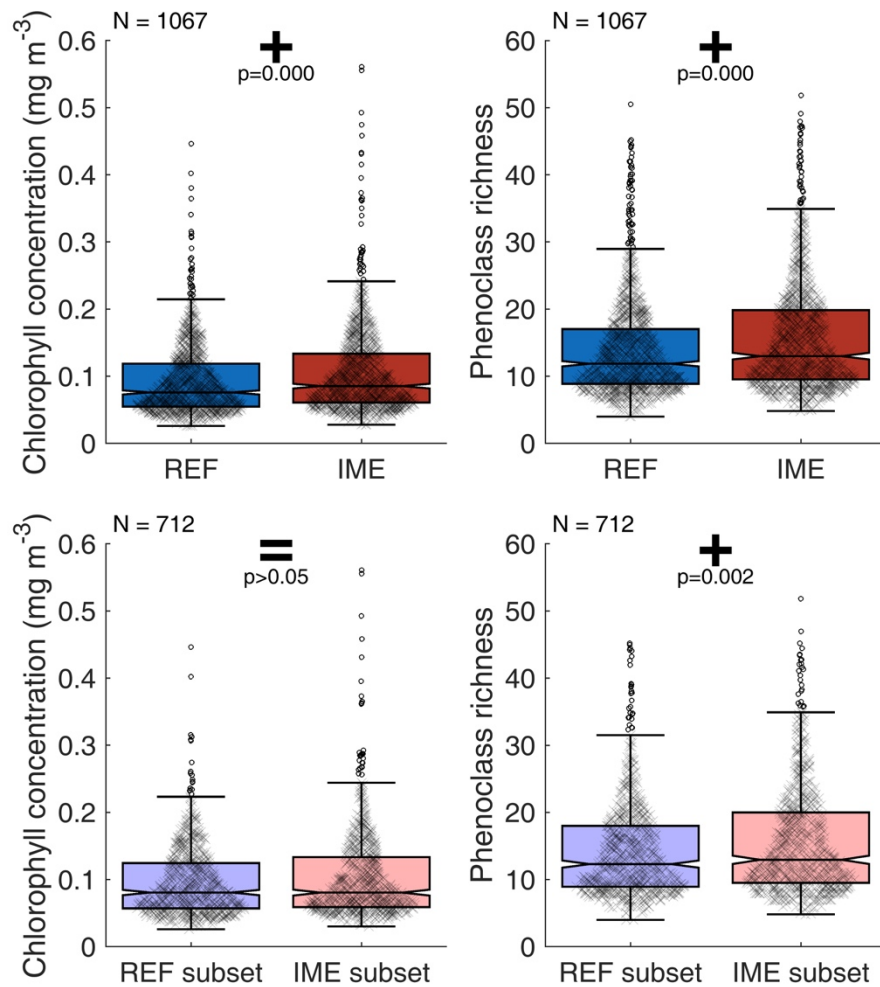 N = 1067
+
p=0.000
Chlorophyll concentration (mg m⁻³)
0.6
0.5
0.4
0.3
0.2
0.1
0
REF IME
N = 1067
+
p=0.000
Phenoclass richness
60
50
40
30
20
10
0
REF IME
N = 712
=
p>0.05
Chlorophyll concentration (mg m⁻³)
0.6
0.5
0.4
0.3
0.2
0.1
0
REF subset IME subset
N = 712
+
p=0.002
Phenoclass richness
60
50
40
30
20
10
0
REF subset IME subset